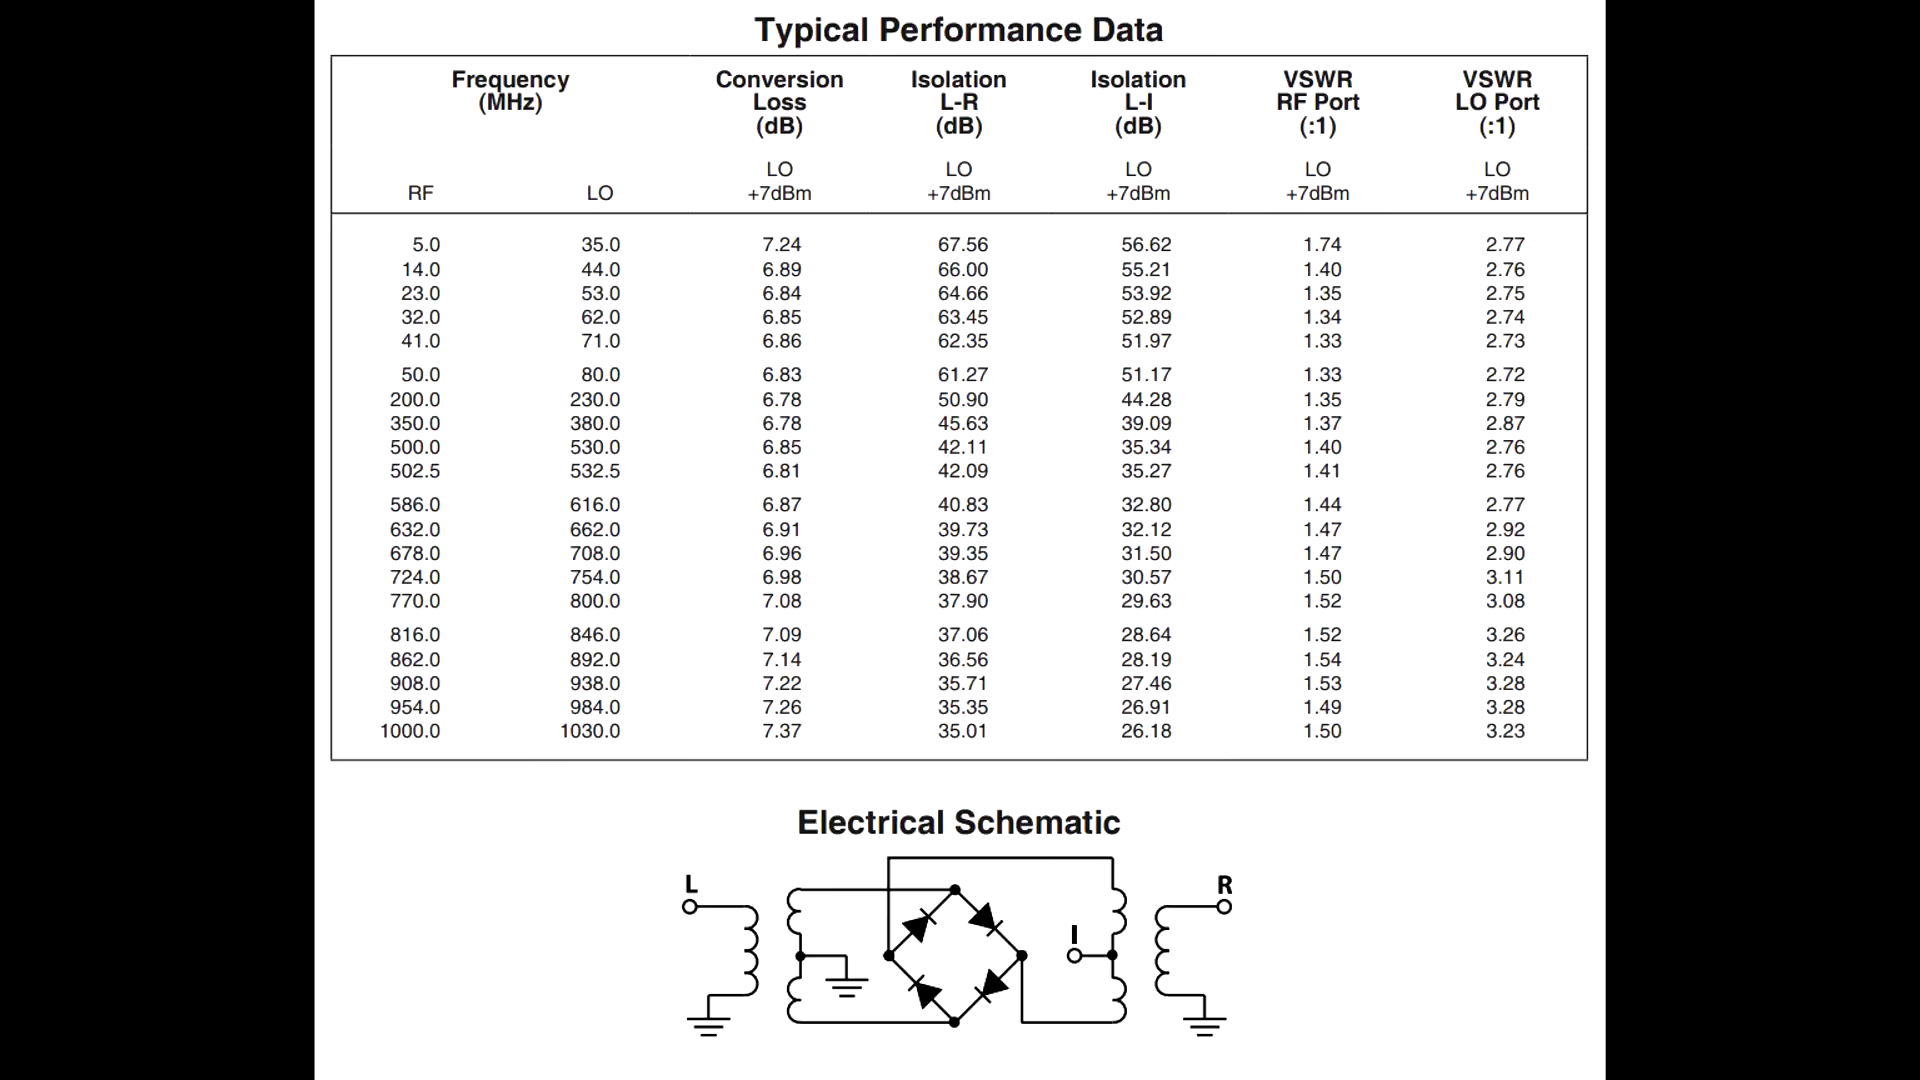 Typical Performance Data
Frequency Conversion Isolation Isolation VSWR VSWR
(MHz) Loss L-R L-I RF Port LO Port
(dB) (dB) (dB) (:1) (:1)
LO LO LO LO LO
RF LO +7dBm +7dBm +7dBm +7dBm +7dBm
5.0 35.0 7.24 67.56 56.62 1.74 2.77
14.0 44.0 6.89 66.00 55.21 1.40 2.76
23.0 53.0 6.84 64.66 53.92 1.35 2.75
32.0 62.0 6.85 63.45 52.89 1.34 2.74
41.0 71.0 6.86 62.35 51.97 1.33 2.73
50.0 80.0 6.83 61.27 51.17 1.33 2.72
200.0 230.0 6.78 50.90 44.28 1.35 2.79
350.0 380.0 6.78 45.63 39.09 1.37 2.87
500.0 530.0 6.85 42.11 35.34 1.40 2.76
502.5 532.5 6.81 42.09 35.27 1.41 2.76
586.0 616.0 6.87 40.83 32.80 1.44 2.77
632.0 662.0 6.91 39.73 32.12 1.47 2.92
678.0 708.0 6.96 39.35 31.50 1.47 2.90
724.0 754.0 6.98 38.67 30.57 1.50 3.11
770.0 800.0 7.08 37.90 29.63 1.52 3.08
816.0 846.0 7.09 37.06 28.64 1.52 3.26
862.0 892.0 7.14 36.56 28.19 1.54 3.24
908.0 938.0 7.22 35.71 27.46 1.53 3.28
954.0 984.0 7.26 35.35 26.91 1.49 3.28
1000.0 1030.0 7.37 35.01 26.18 1.50 3.23
Electrical Schematic
L R
I